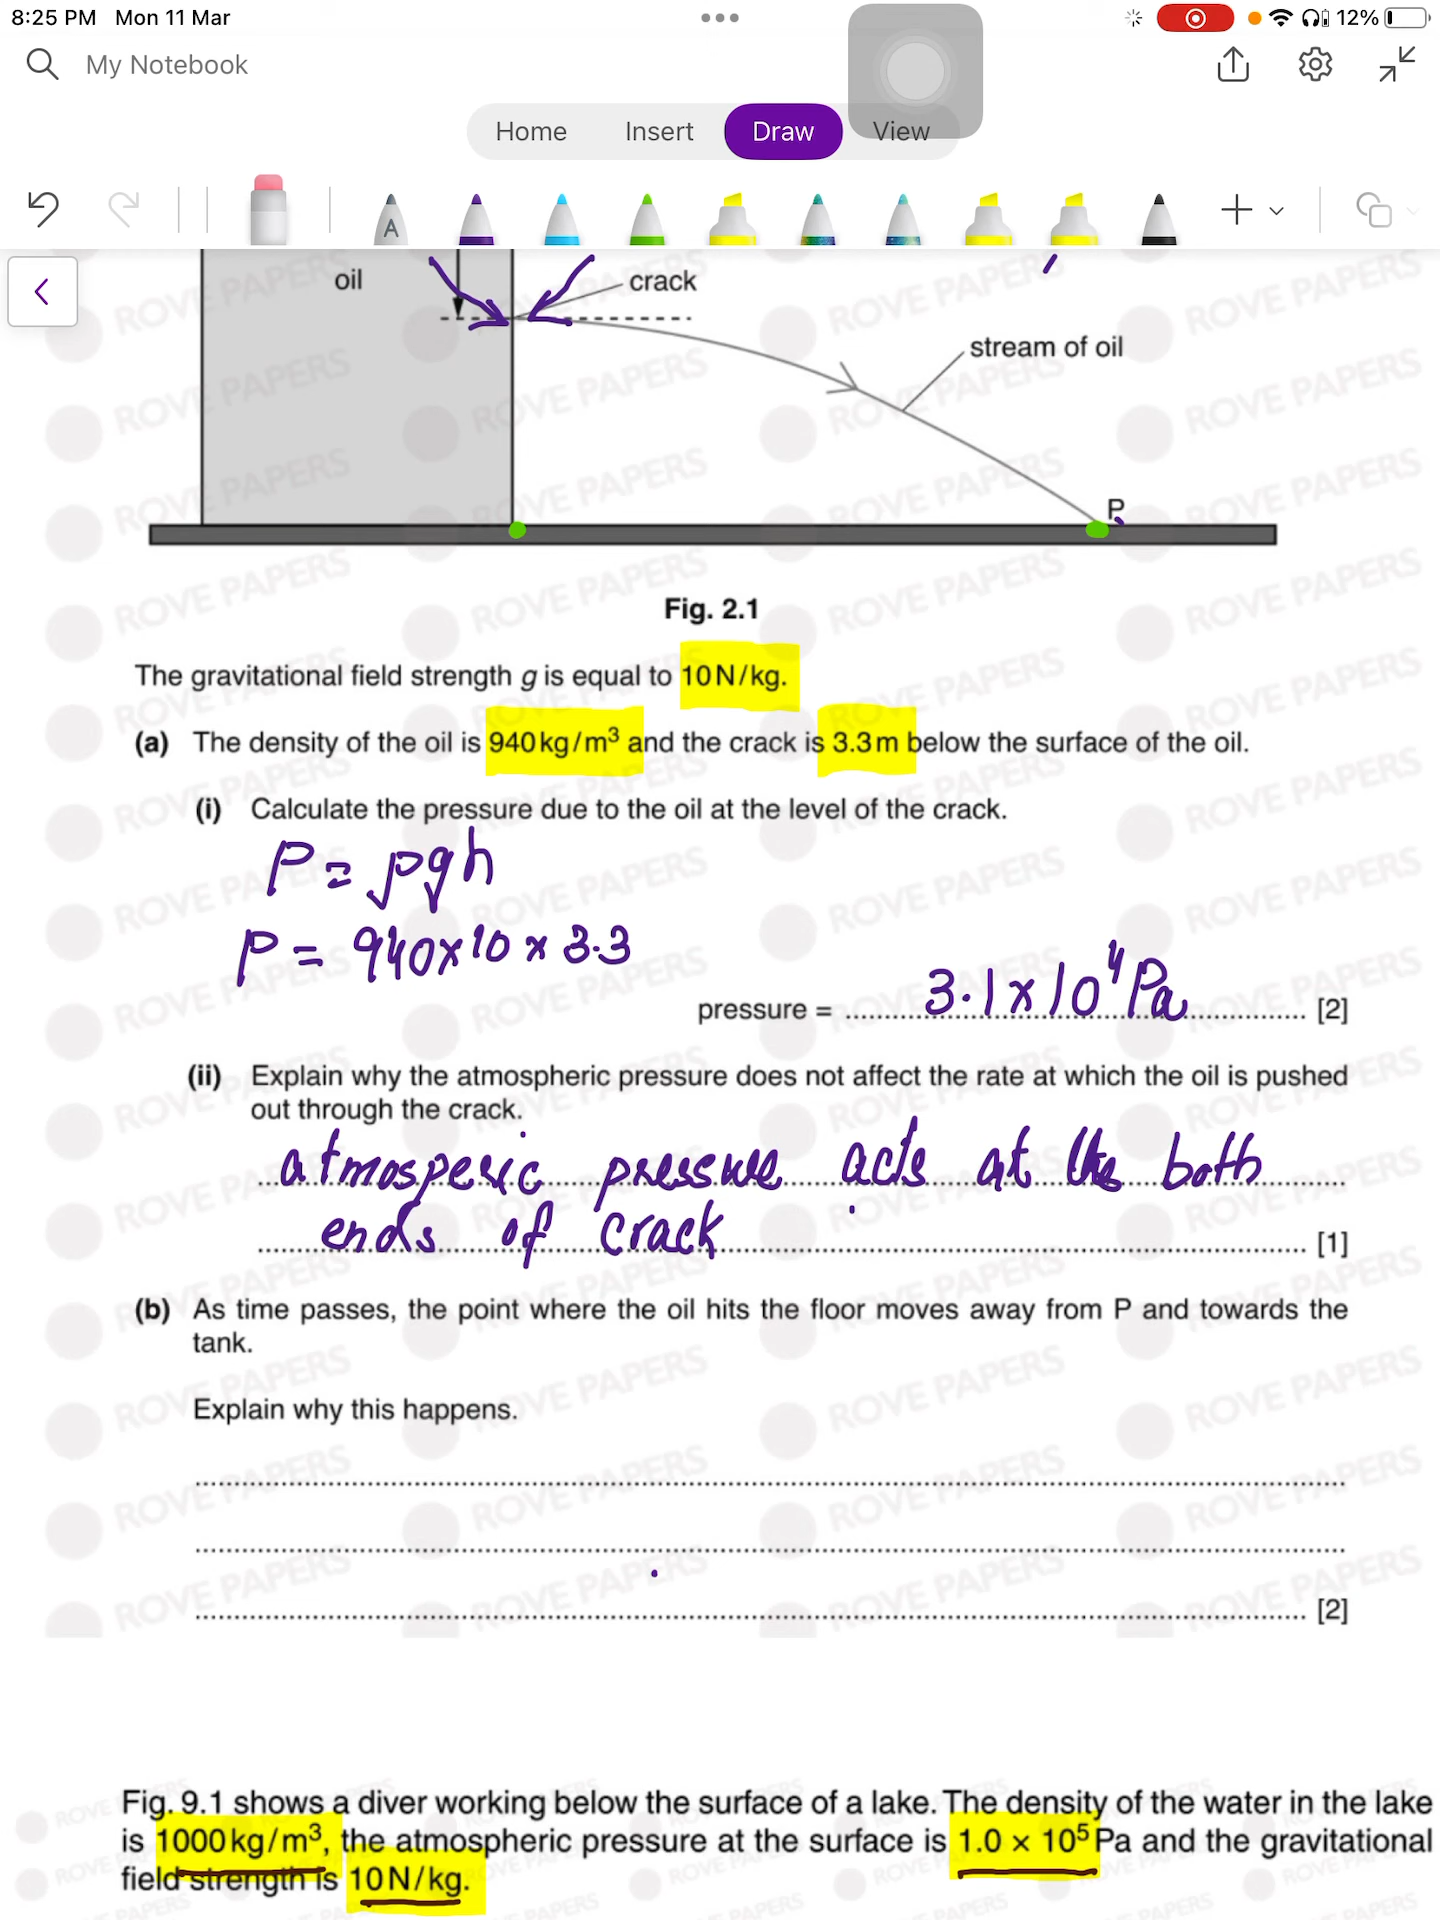 8:25 PM Mon 11 Mar
12%
My Notebook
Home Insert Draw View
A
oil
crack
stream of oil
P
Fig. 2.1
The gravitational field strength g is equal to 10 N/kg.
(a) The density of the oil is 940 kg/m³ and the crack is 3.3 m below the surface of the oil.
(i) Calculate the pressure due to the oil at the level of the crack.
P = ρgh
P = 940×10 × 3.3
pressure = 3.1×10⁴ Pa [2]
(ii) Explain why the atmospheric pressure does not affect the rate at which the oil is pushed
out through the crack.
atmosperic pressure acts at the both
ends of crack
[1]
(b) As time passes, the point where the oil hits the floor moves away from P and towards the
tank.
Explain why this happens.
[2]
Fig. 9.1 shows a diver working below the surface of a lake. The density of the water in the lake
is 1000 kg/m³, the atmospheric pressure at the surface is 1.0 × 10⁵ Pa and the gravitational
field strength is 10 N/kg.
ROVE PAPERS